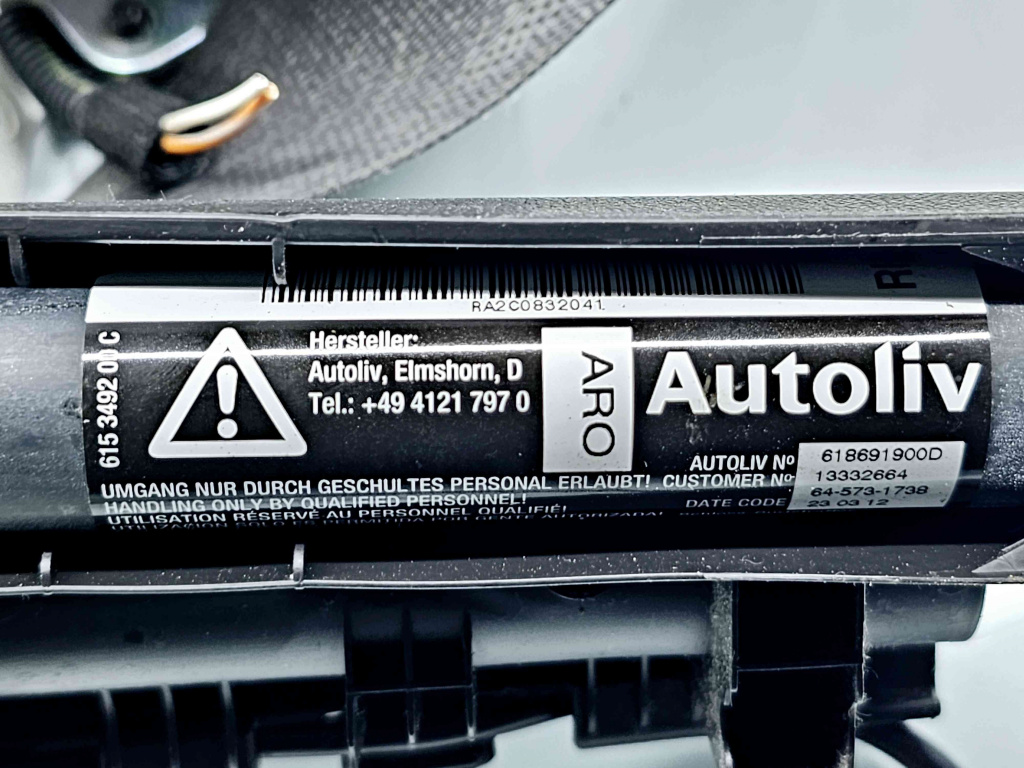 R
RA2C0832041
615 3492 00 C
Hersteller:
Autoliv, Elmshorn, D
Tel.: +49 4121 797 0
ARO
Autoliv
AUTOLIV Nº 618691900D
CUSTOMER Nº 13332664
64-573-1738
DATE CODE 23 03 12
UMGANG NUR DURCH GESCHULTES PERSONAL ERLAUBT!
HANDLING ONLY BY QUALIFIED PERSONNEL!
UTILISATION RÉSERVÉ AU PERSONNEL QUALIFIÉ!